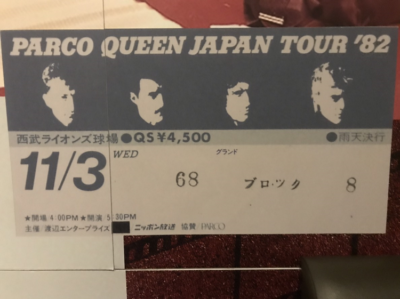 PARCO QUEEN JAPAN TOUR '82
西武ライオンズ球場●QS¥4,500 ●雨天決行
11/3 WED
グランド
68 ブロック 8
★開場4:00PM★開演5:30PM
主催 渡辺エンタープライズ ニッポン放送 協賛 PARCO